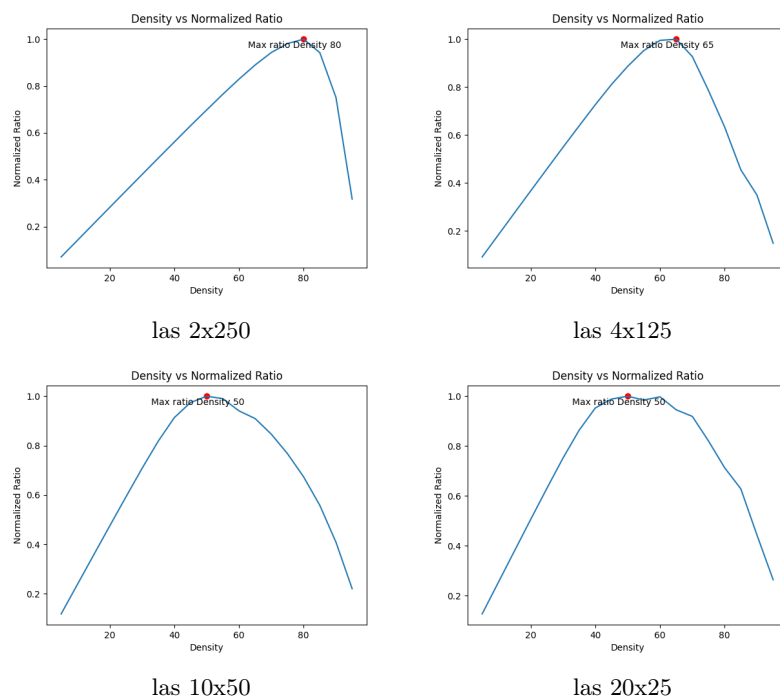 Density vs Normalized Ratio
1.0
Max ratio Density 80
0.8
0.6
0.4
0.2
Normalized Ratio
20 40 60 80
Density
las 2x250
Density vs Normalized Ratio
1.0
Max ratio Density 65
0.8
0.6
0.4
0.2
Normalized Ratio
20 40 60 80
Density
las 4x125
Density vs Normalized Ratio
1.0
Max ratio Density 50
0.8
0.6
0.4
0.2
Normalized Ratio
20 40 60 80
Density
las 10x50
Density vs Normalized Ratio
1.0
Max ratio Density 50
0.8
0.6
0.4
0.2
Normalized Ratio
20 40 60 80
Density
las 20x25